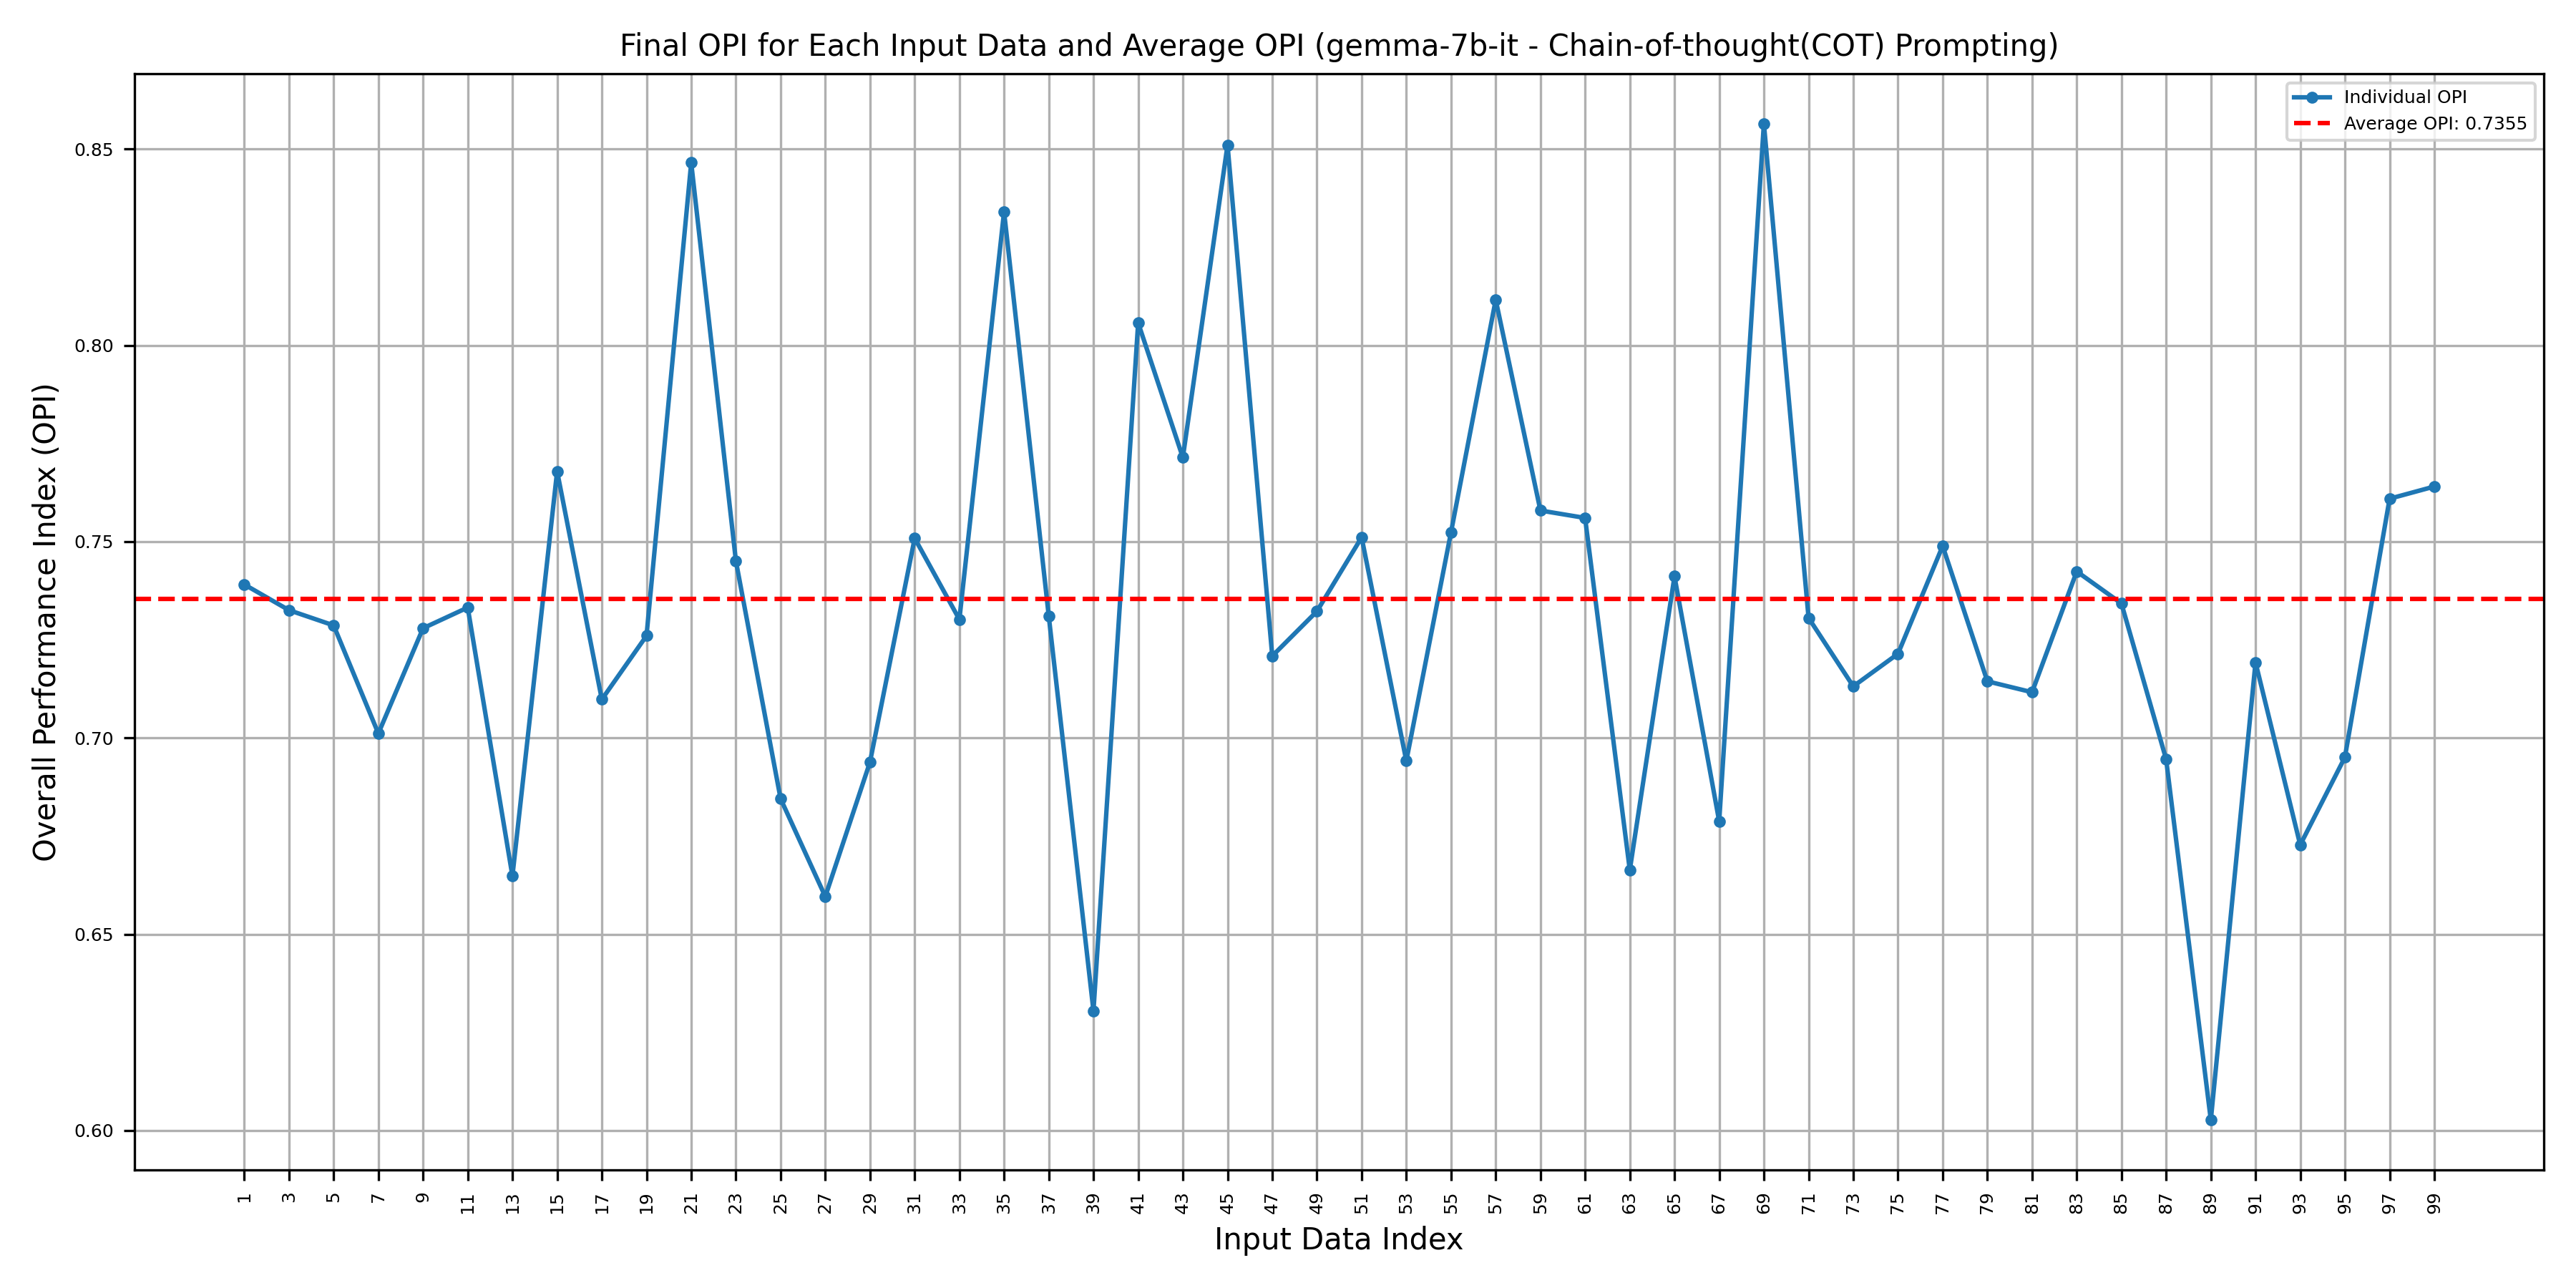 Final OPI for Each Input Data and Average OPI (gemma-7b-it - Chain-of-thought(COT) Prompting)
Individual OPI
Average OPI: 0.7355
Overall Performance Index (OPI)
0.85
0.80
0.75
0.70
0.65
0.60
1 3 5 7 9 11 13 15 17 19 21 23 25 27 29 31 33 35 37 39 41 43 45 47 49 51 53 55 57 59 61 63 65 67 69 71 73 75 77 79 81 83 85 87 89 91 93 95 97 99
Input Data Index